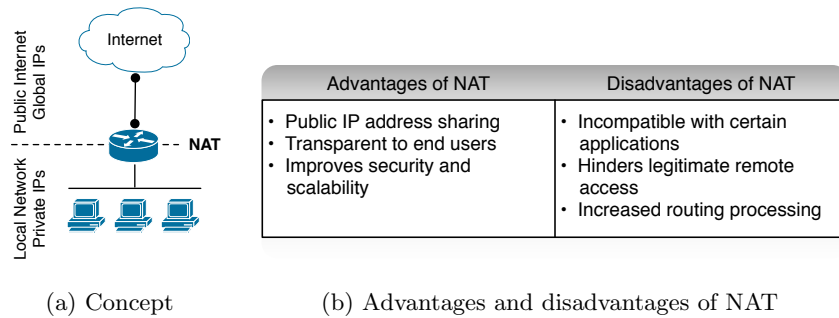 Internet
Public Internet
Global IPs
NAT
Local Network
Private IPs
(a) Concept
Advantages of NAT
Disadvantages of NAT
• Public IP address sharing
• Transparent to end users
• Improves security and
scalability
• Incompatible with certain
applications
• Hinders legitimate remote
access
• Increased routing processing
(b) Advantages and disadvantages of NAT